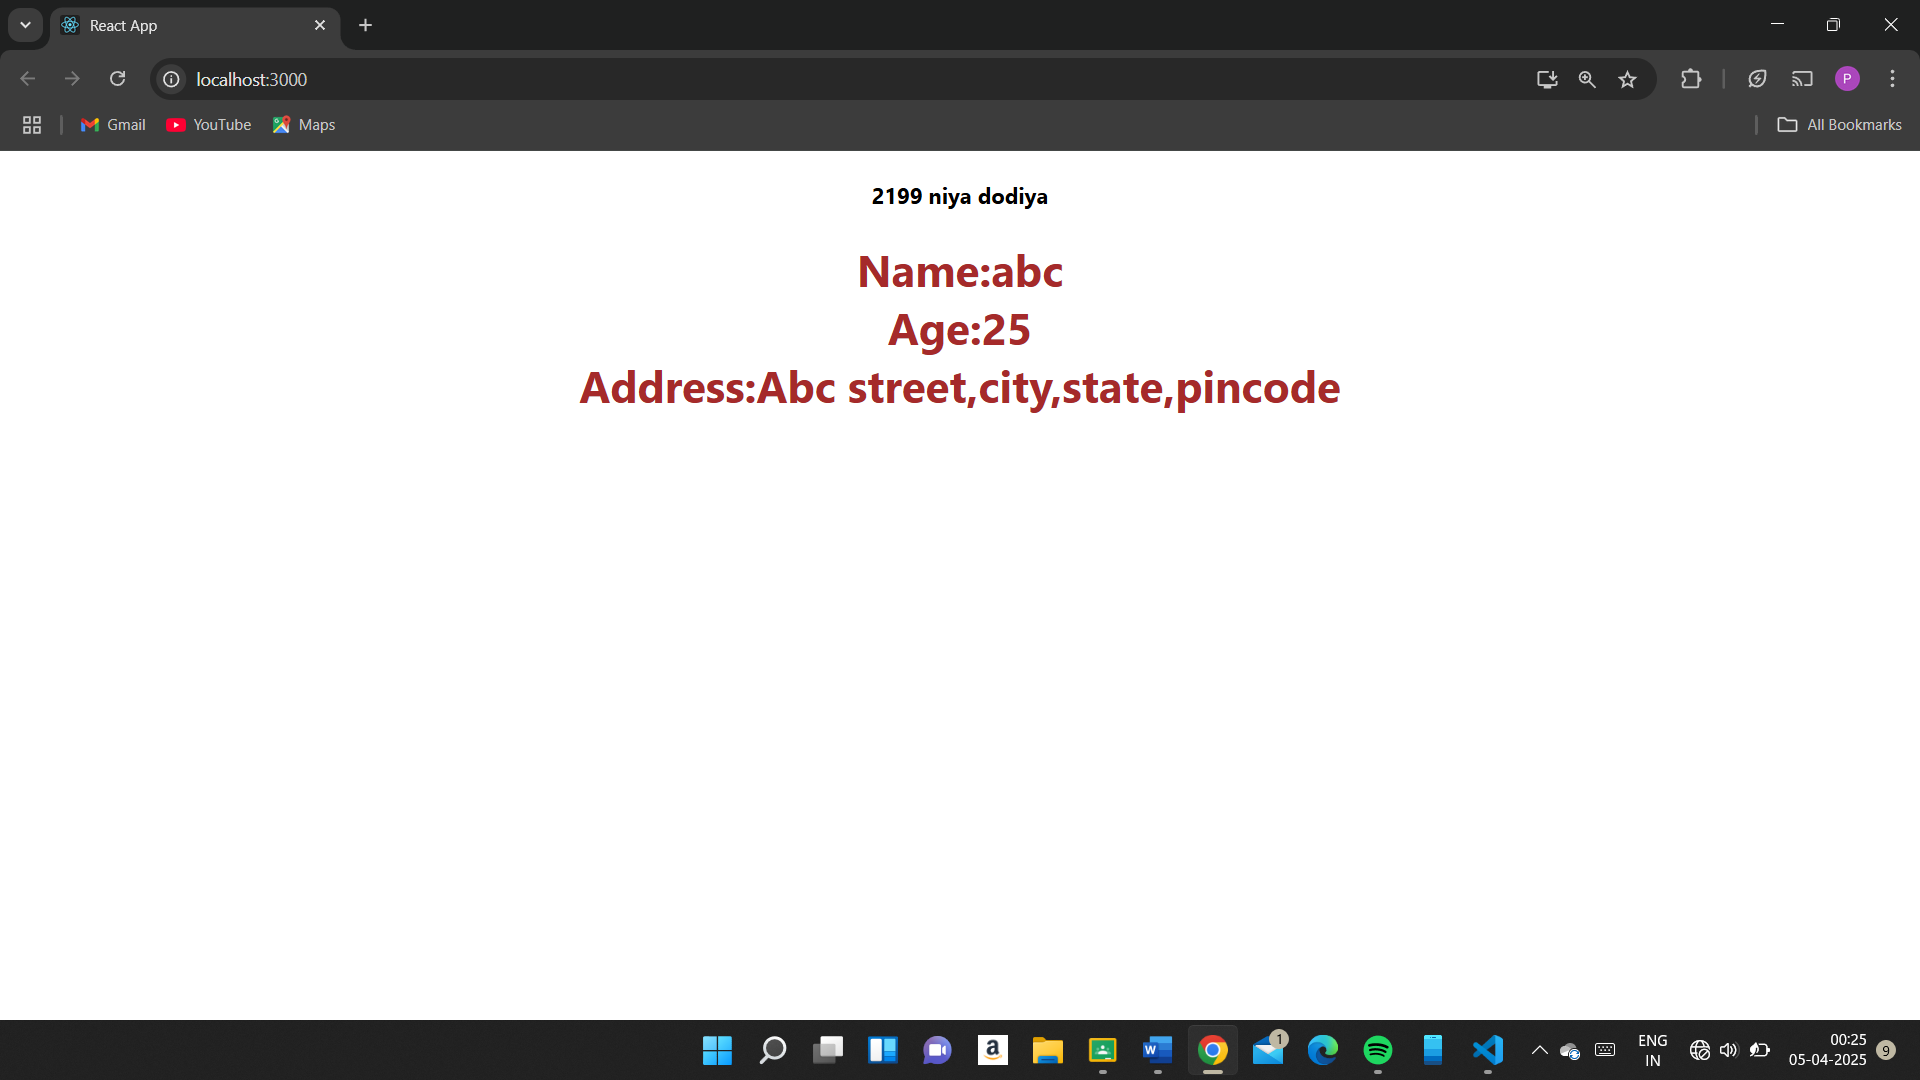 React App
localhost:3000
P
Gmail
YouTube
Maps
All Bookmarks
2199 niya dodiya
Name:abc
Age:25
Address:Abc street,city,state,pincode
a
W
1
ENG
IN
00:25
05-04-2025
9